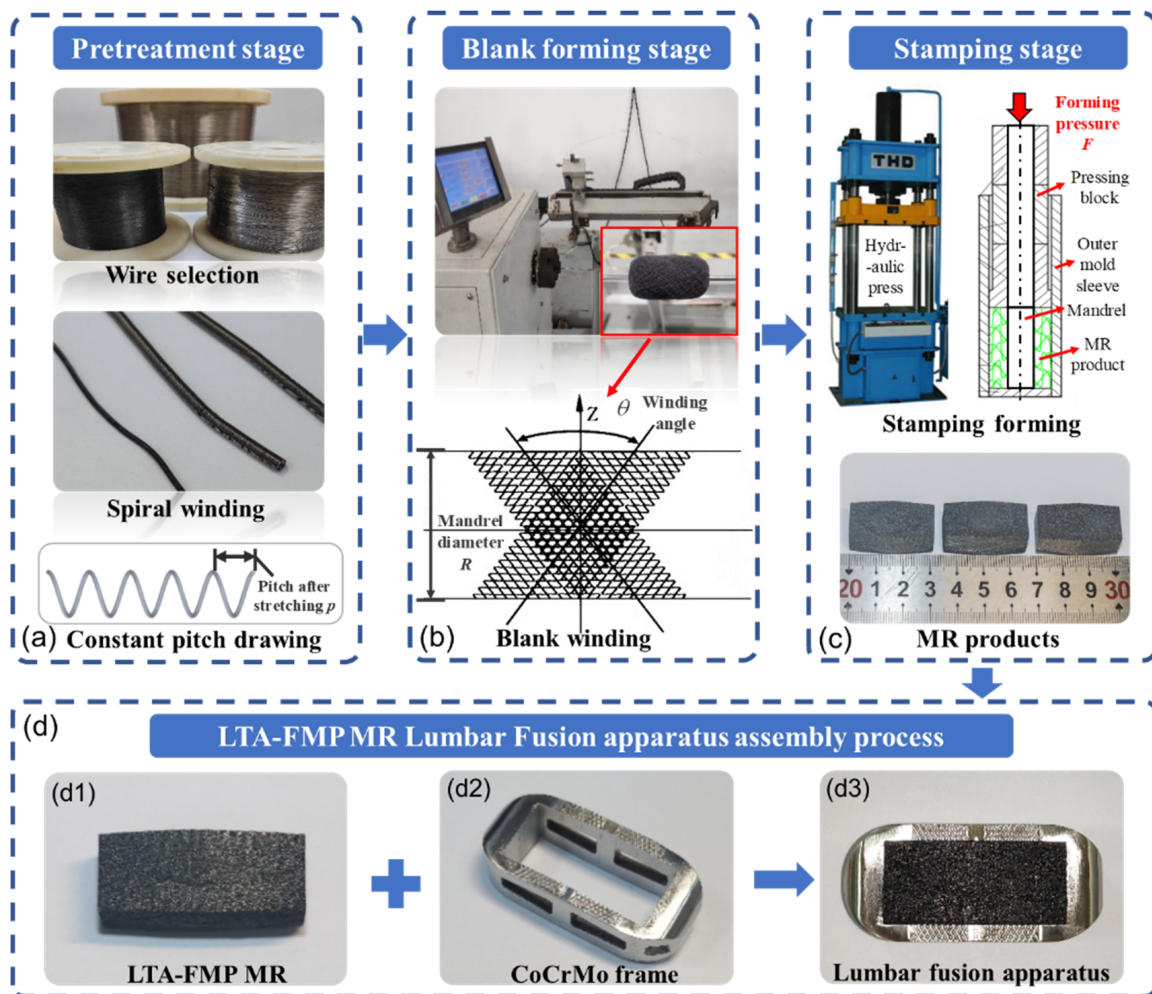 Pretreatment stage
Wire selection
Spiral winding
Pitch after
stretching p
(a) Constant pitch drawing
Blank forming stage
Z
θ
Winding
angle
Mandrel
diameter
R
(b) Blank winding
Stamping stage
THD
Hydr-
-aulic
press
Forming
pressure
F
Pressing
block
Outer
mold
sleeve
Mandrel
MR
product
Stamping forming
20 1 2 3 4 5 6 7 8 9 30
(c) MR products
(d) LTA-FMP MR Lumbar Fusion apparatus assembly process
(d1)
LTA-FMP MR
(d2)
CoCrMo frame
(d3)
Lumbar fusion apparatus